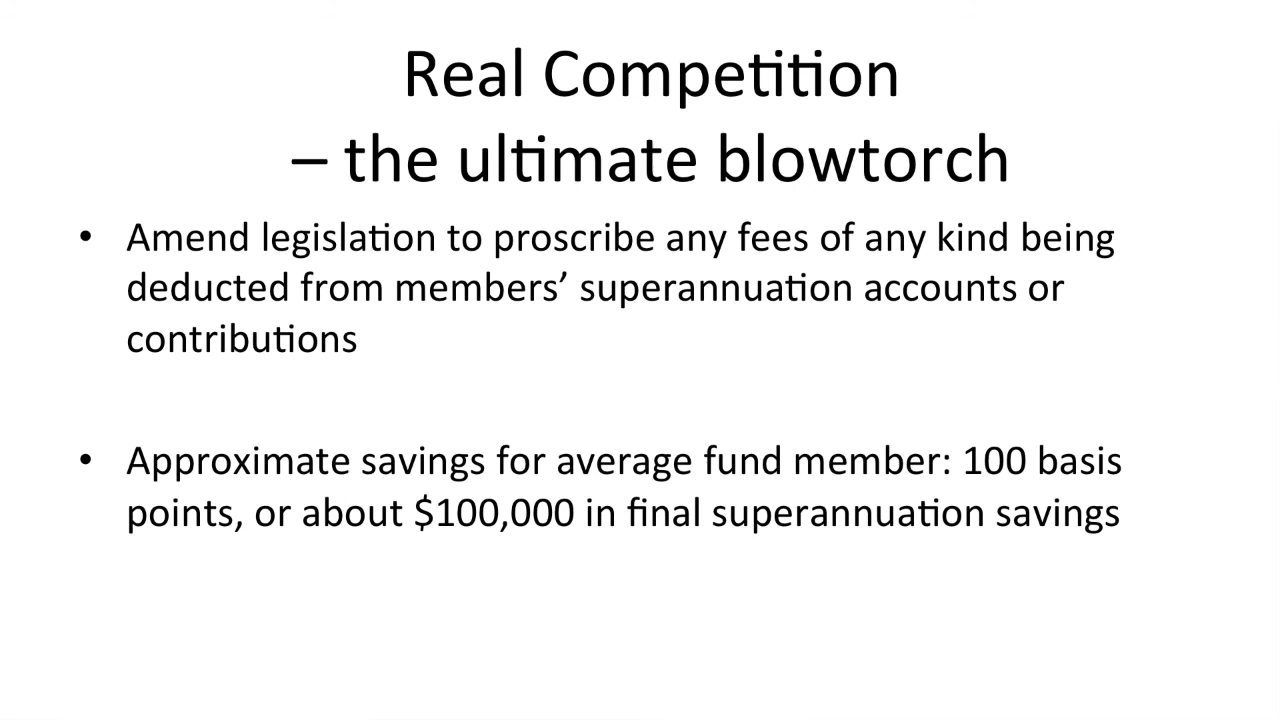 Real Competition
– the ultimate blowtorch
• Amend legislation to proscribe any fees of any kind being
deducted from members’ superannuation accounts or
contributions
• Approximate savings for average fund member: 100 basis
points, or about $100,000 in final superannuation savings